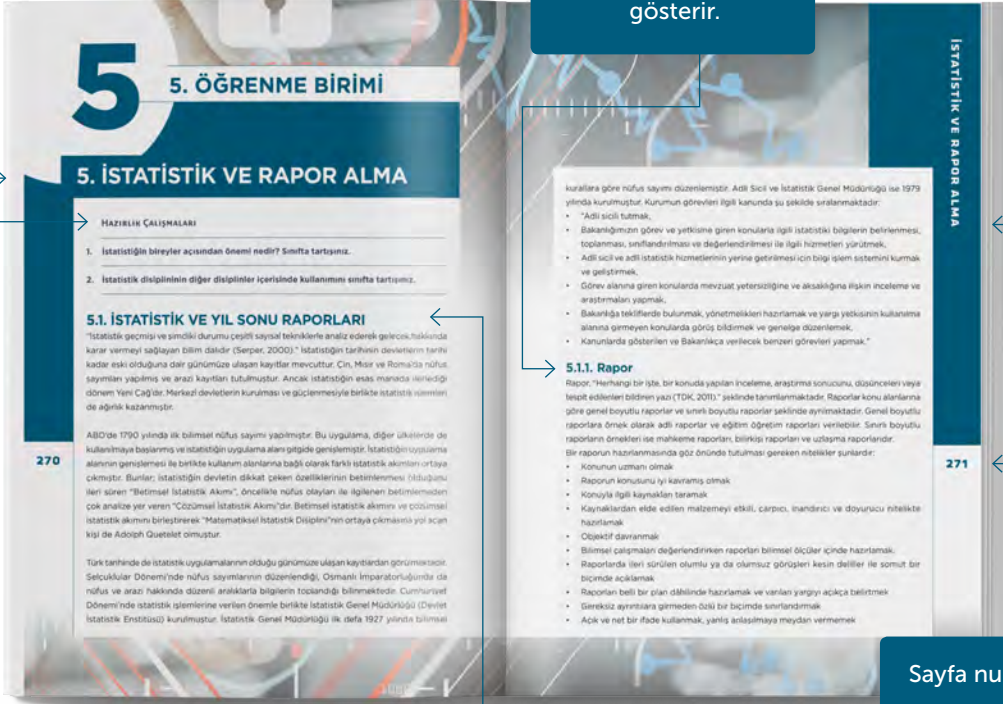 gösterir.
5
5. ÖĞRENME BİRİMİ
5. İSTATİSTİK VE RAPOR ALMA
HAZIRLIK ÇALIŞMALARI
1. İstatistiğin bireyler açısından önemi nedir? Sınıfta tartışınız.
2. İstatistik disiplininin diğer disiplinler içerisinde kullanımını sınıfta tartışınız.
5.1. İSTATİSTİK VE YIL SONU RAPORLARI
"İstatistik geçmişi ve şimdiki durumu çeşitli sayısal tekniklerle analiz ederek gelecek hakkında
karar vermeyi sağlayan bilim dalıdır (Serper, 2000)." İstatistiğin tarihinin devletlerin tarihi
kadar eski olduğuna dair günümüze ulaşan kayıtlar mevcuttur. Çin, Mısır ve Roma'da nüfus
sayımları yapılmış ve arazi kayıtları tutulmuştur. Ancak istatistiğin esas manada ilerlediği
dönem Yeni Çağ'dır. Merkezi devletlerin kurulması ve güçlenmesiyle birlikte istatistik işlemleri
de ağırlık kazanmıştır.
ABD'de 1790 yılında ilk bilimsel nüfus sayımı yapılmıştır. Bu uygulama, diğer ülkelerde de
kullanılmaya başlanmış ve istatistiğin uygulama alanı gitgide genişlemiştir. İstatistiğin uygulama
alanının genişlemesi ile birlikte kullanım alanlarına bağlı olarak farklı istatistik akımları ortaya
çıkmıştır. Bunlar; istatistiğin devletin dikkat çeken özelliklerinin betimlenmesi olduğunu
ileri süren "Betimsel İstatistik Akımı", öncelikle nüfus olayları ile ilgilenen betimlemeden
çok analize yer veren "Çözümsel İstatistik Akımı"dır. Betimsel istatistik akımını ve çözümsel
istatistik akımını birleştirerek "Matematiksel İstatistik Disiplini"nin ortaya çıkmasına yol açan
kişi de Adolph Quetelet olmuştur.
Türk tarihinde de istatistik uygulamalarının olduğu günümüze ulaşan kayıtlardan görünmektedir.
Selçuklular Dönemi'nde nüfus sayımlarının düzenlendiği, Osmanlı İmparatorluğunda da
nüfus ve arazi hakkında düzenli aralıklarla bilgilerin toplandığı bilinmektedir. Cumhuriyet
Dönemi'nde istatistik işlemlerine verilen önemle birlikte İstatistik Genel Müdürlüğü (Devlet
İstatistik Enstitüsü) kurulmuştur. İstatistik Genel Müdürlüğü ilk defa 1927 yılında bilimsel
270
İSTATİSTİK VE RAPOR ALMA
kurallara göre nüfus sayımı düzenlemiştir. Adli Sicil ve İstatistik Genel Müdürlüğü ise 1979
yılında kurulmuştur. Kurumun görevleri ilgili kanunda şu şekilde sıralanmaktadır:
• "Adli sicili tutmak,
• Bakanlığımızın görev ve yetkisine giren konularla ilgili istatistiki bilgilerin belirlenmesi,
toplanması, sınıflandırılması ve değerlendirilmesi ile ilgili hizmetleri yürütmek,
• Adli sicil ve adli istatistik hizmetlerinin yerine getirilmesi için bilgi işlem sistemini kurmak
ve geliştirmek,
• Görev alanına giren konularda mevzuat yetersizliğine ve aksaklığına ilişkin inceleme ve
araştırmaları yapmak,
• Bakanlığa tekliflerde bulunmak, yönetmelikleri hazırlamak ve yargı yetkisinin kullanılma
alanına girmeyen konularda görüş bildirmek ve genelge düzenlemek,
• Kanunlarda gösterilen ve Bakanlıkça verilecek benzeri görevleri yapmak."
5.1.1. Rapor
Rapor, "Herhangi bir işte, bir konuda yapılan inceleme, araştırma sonucunu, düşünceleri veya
tespit edilenleri bildiren yazı (TDK, 2011)." şeklinde tanımlanmaktadır. Raporlar konu alanlarına
göre genel boyutlu raporlar ve sınırlı boyutlu raporlar şeklinde ayrılmaktadır. Genel boyutlu
raporlara örnek olarak adli raporlar ve eğitim öğretim raporları verilebilir. Sınırlı boyutlu
raporların örnekleri ise mahkeme raporları, bilirkişi raporları ve uzlaşma raporlarıdır.
Bir raporun hazırlanmasında göz önünde tutulması gereken nitelikler şunlardır:
• Konunun uzmanı olmak
• Raporun konusunu iyi kavramış olmak
• Konuyla ilgili kaynakları taramak
• Kaynaklardan elde edilen malzemeyi etkili, çarpıcı, inandırıcı ve doyurucu nitelikte
hazırlamak
• Objektif davranmak
• Bilimsel çalışmaları değerlendirirken raporları bilimsel ölçüler içinde hazırlamak.
• Raporlarda ileri sürülen olumlu ya da olumsuz görüşleri kesin deliller ile somut bir
biçimde açıklamak
• Raporları belli bir plan dâhilinde hazırlamak ve varılan yargıyı açıkça belirtmek
• Gereksiz ayrıntılara girmeden özlü bir biçimde sınırlandırmak
• Açık ve net bir ifade kullanmak, yanlış anlaşılmaya meydan vermemek
271
Sayfa nu